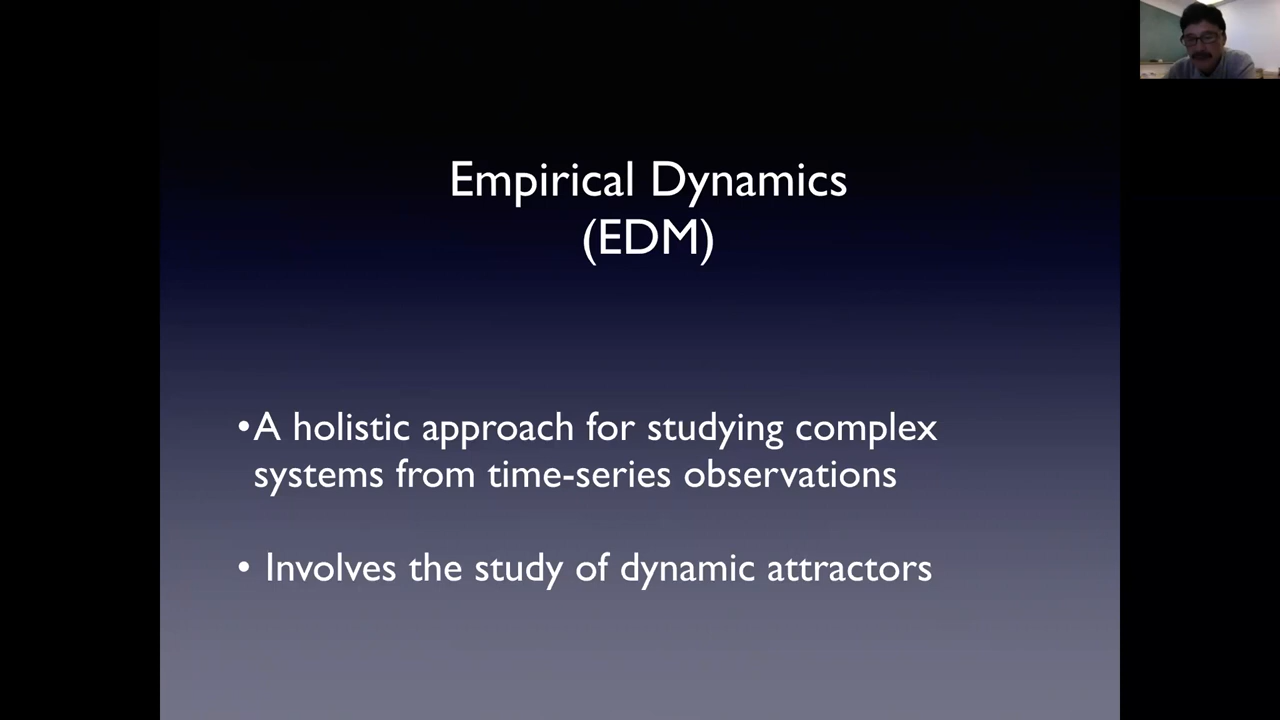 Empirical Dynamics
(EDM)
•A holistic approach for studying complex
systems from time-series observations
• Involves the study of dynamic attractors